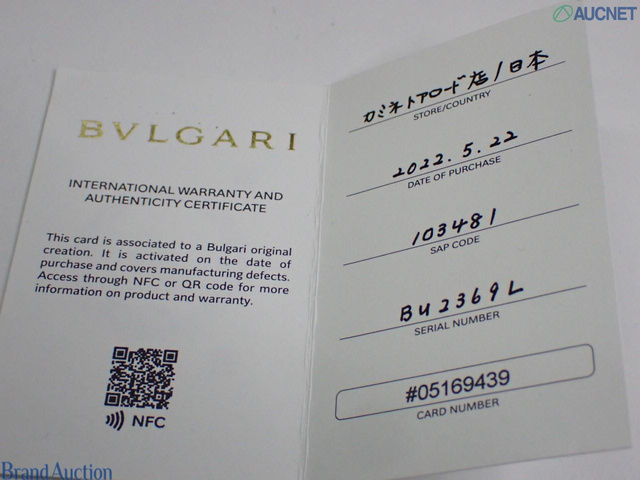 AUCNET
BVLGARI
INTERNATIONAL WARRANTY AND
AUTHENTICITY CERTIFICATE
This card is associated to a Bulgari original
creation. It is activated on the date of
purchase and covers manufacturing defects.
Access through NFC or QR code for more
information on product and warranty.
NFC
カミネトアロード店/日本
STORE/COUNTRY
2022.5.22
DATE OF PURCHASE
103481
SAP CODE
BU2369L
SERIAL NUMBER
#05169439
CARD NUMBER
Brand Auction